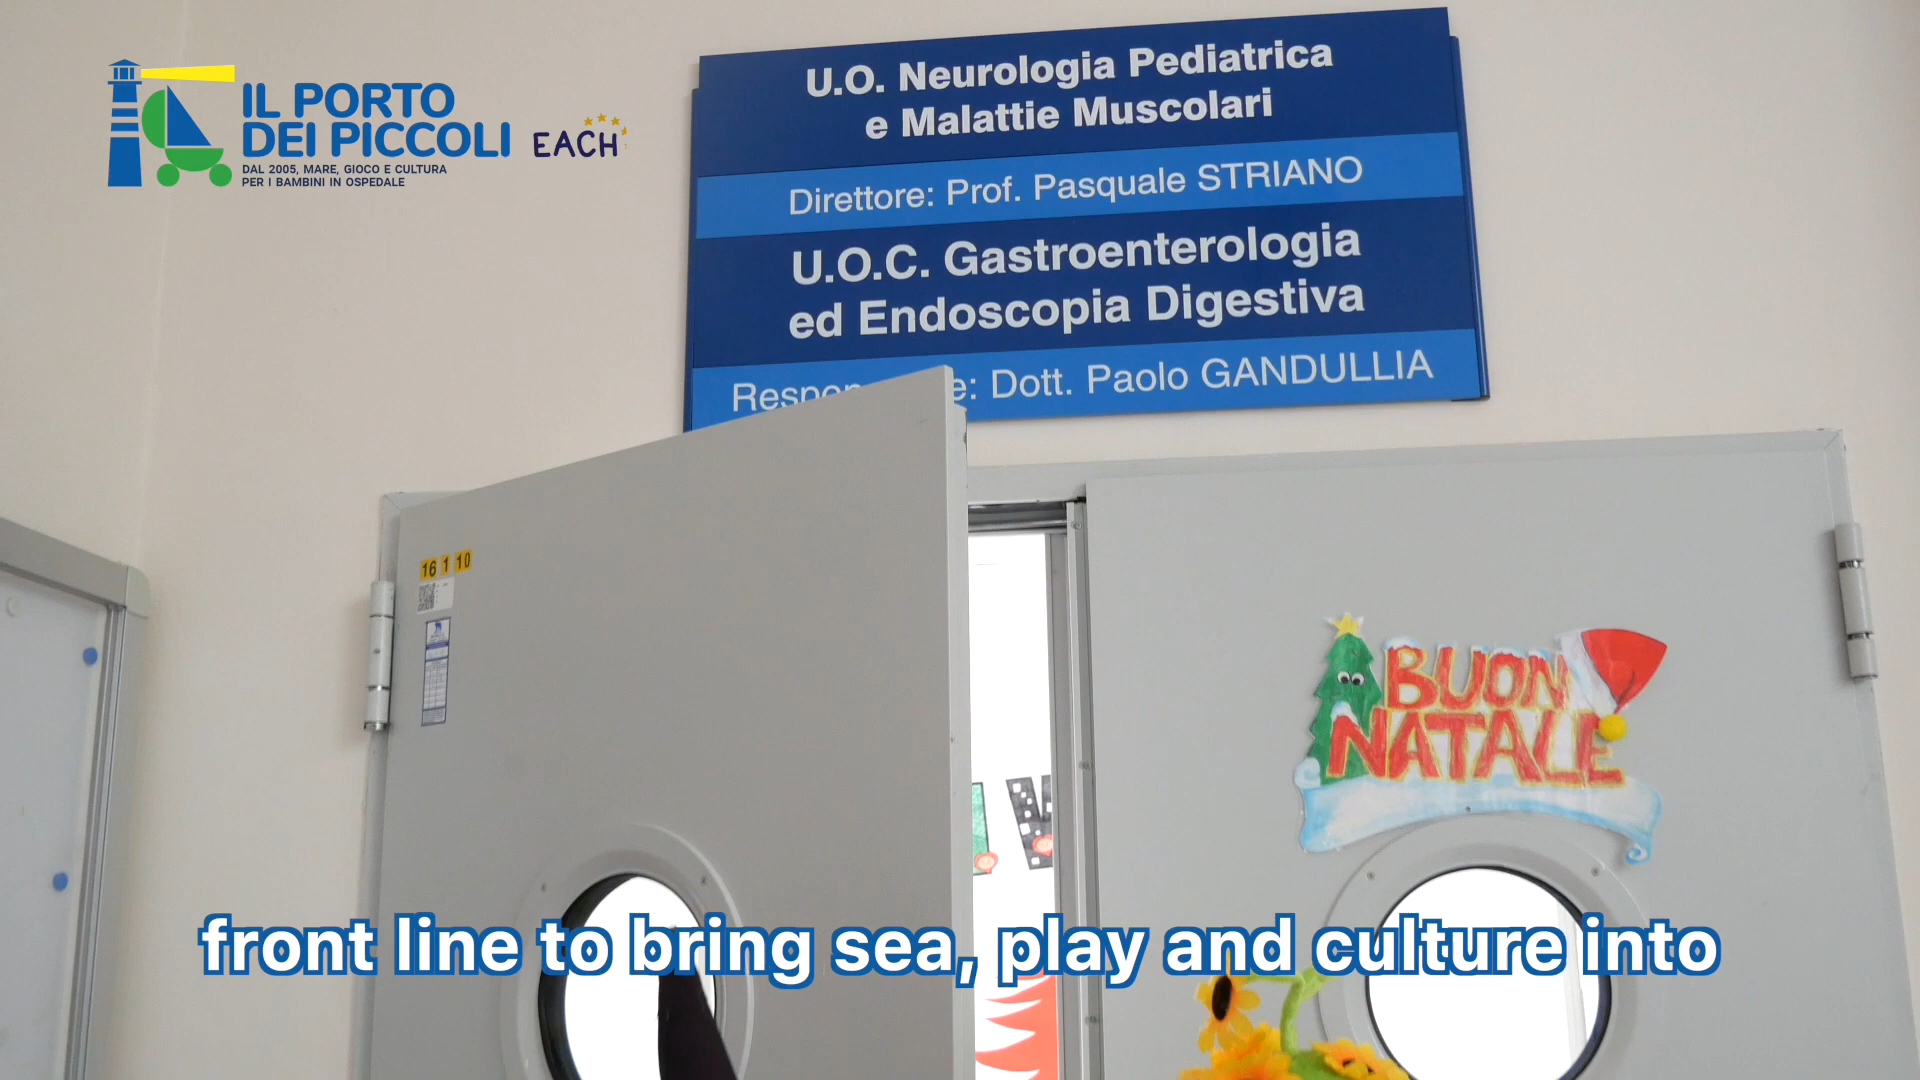 IL PORTO
DEI PICCOLI
DAL 2005, MARE, GIOCO E CULTURA
PER I BAMBINI IN OSPEDALE
EACH
U.O. Neurologia Pediatrica
e Malattie Muscolari
Direttore: Prof. Pasquale STRIANO
U.O.C. Gastroenterologia
ed Endoscopia Digestiva
Dott. Paolo GANDULLIA
16 1 10
BUON
NATALE
front line to bring sea, play and culture into